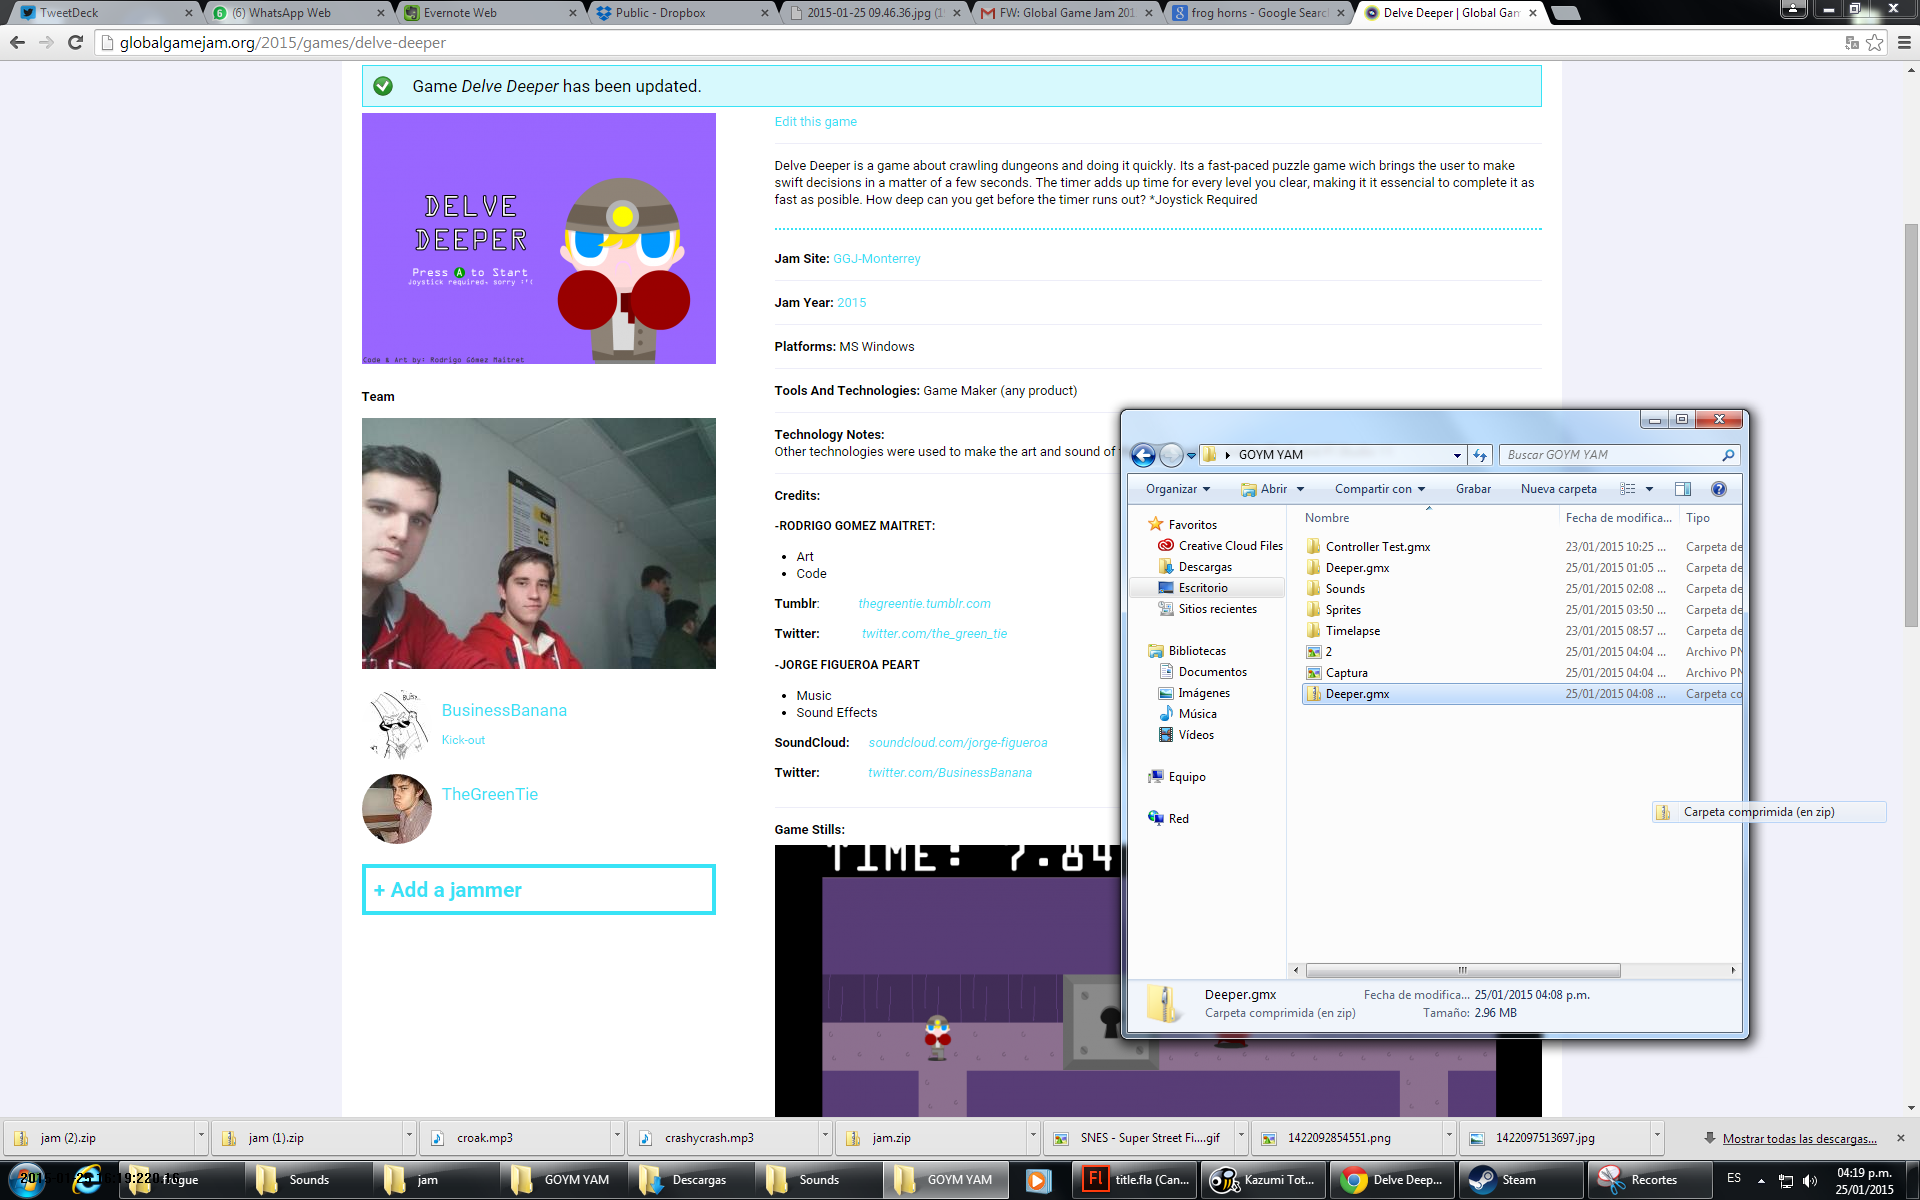 TweetDeck
(6) WhatsApp Web
Evernote Web
Public - Dropbox
2015-01-25 09.46.36.jpg (1
FW: Global Game Jam 201
frog horns - Google Searc
Delve Deeper | Global Gam
globalgamejam.org/2015/games/delve-deeper
Game Delve Deeper has been updated.
DELVE
DEEPER
Press A to Start
Joystick required, sorry :'(
Code & Art by: Rodrigo Gómez Maitret
Edit this game
Delve Deeper is a game about crawling dungeons and doing it quickly. Its a fast-paced puzzle game wich brings the user to make
swift decisions in a matter of a few seconds. The timer adds up time for every level you clear, making it it essencial to complete it as
fast as posible. How deep can you get before the timer runs out? *Joystick Required
Jam Site: GGJ-Monterrey
Jam Year: 2015
Platforms: MS Windows
Tools And Technologies: Game Maker (any product)
Technology Notes:
Other technologies were used to make the art and sound of
Credits:
-RODRIGO GOMEZ MAITRET:
Art
Code
Tumblr: thegreentie.tumblr.com
Twitter: twitter.com/the_green_tie
-JORGE FIGUEROA PEART
Music
Sound Effects
SoundCloud: soundcloud.com/jorge-figueroa
Twitter: twitter.com/BusinessBanana
Game Stills:
TIME: 7.84
Team
BusinessBanana
Kick-out
TheGreenTie
+ Add a jammer
GOYM YAM
Buscar GOYM YAM
Organizar
Abrir
Compartir con
Grabar
Nueva carpeta
Favoritos
Creative Cloud Files
Descargas
Escritorio
Sitios recientes
Bibliotecas
Documentos
Imágenes
Música
Vídeos
Equipo
Red
Nombre Fecha de modifica... Tipo
Controller Test.gmx 23/01/2015 10:25 ... Carpeta de
Deeper.gmx 25/01/2015 01:05 ... Carpeta de
Sounds 25/01/2015 02:08 ... Carpeta de
Sprites 25/01/2015 03:50 ... Carpeta de
Timelapse 23/01/2015 08:57 ... Carpeta de
2 25/01/2015 04:04 ... Archivo PN
Captura 25/01/2015 04:04 ... Archivo PN
Deeper.gmx 25/01/2015 04:08 ... Carpeta co
Carpeta comprimida (en zip)
Deeper.gmx Fecha de modifica... 25/01/2015 04:08 p.m.
Carpeta comprimida (en zip) Tamaño: 2.96 MB
jam (2).zip
jam (1).zip
croak.mp3
crashycrash.mp3
jam.zip
SNES - Super Street Fi....gif
1422092854551.png
1422097513697.jpg
Mostrar todas las descargas...
Sounds
jam
GOYM YAM
Descargas
Sounds
GOYM YAM
title.fla (Can...
Kazumi Tot...
Delve Deep...
Steam
Recortes
ES
04:19 p.m.
25/01/2015